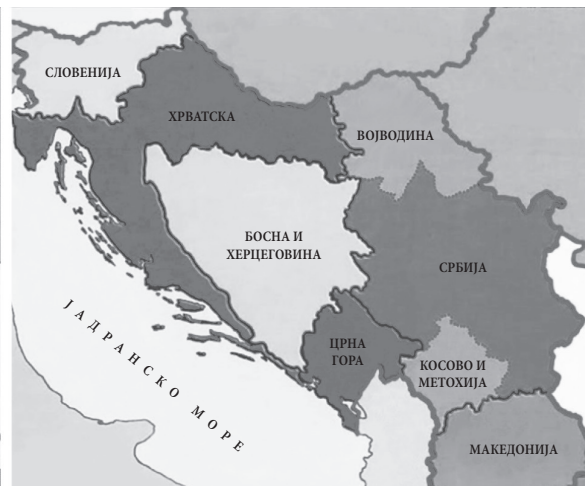 СЛОВЕНИЈА
ХРВАТСКА
ВОЈВОДИНА
БОСНА И
ХЕРЦЕГОВИНА
СРБИЈА
ЈАДРАНСКО МОРЕ
ЦРНА
ГОРА
КОСОВО И
МЕТОХИЈА
МАКЕДОНИЈА